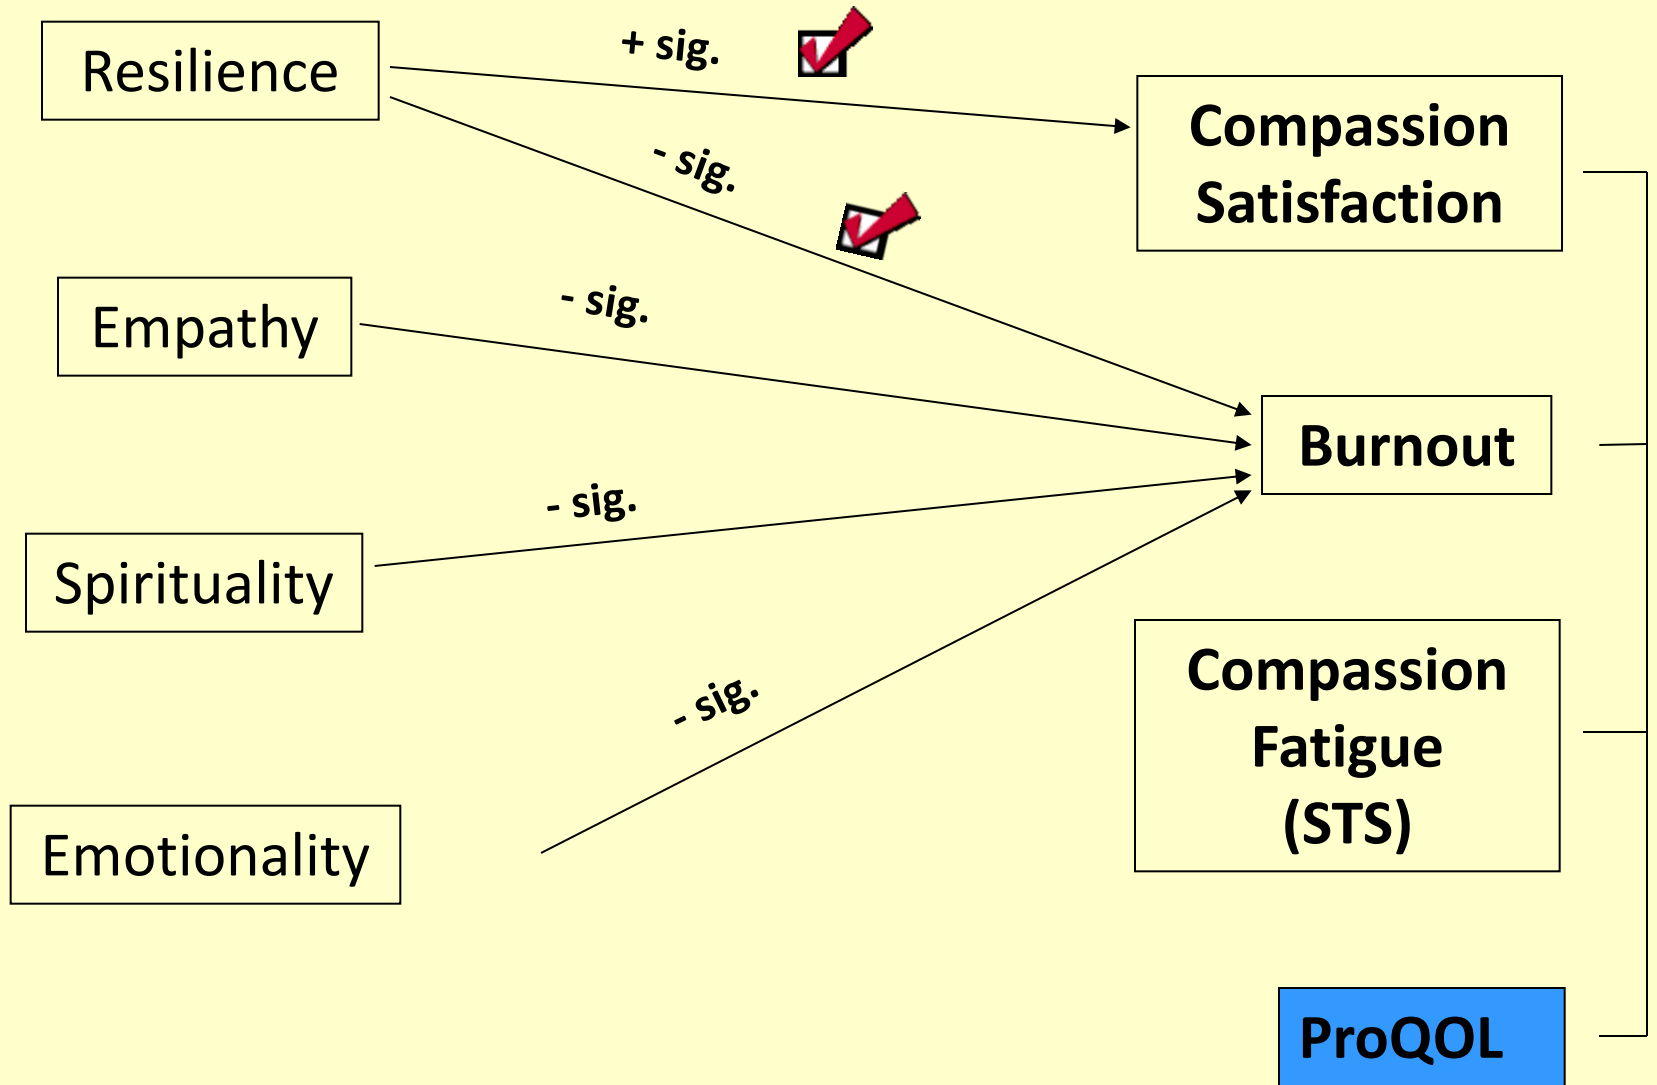 Resilience
+ sig.
Compassion
Satisfaction
- sig.
Empathy
- sig.
Burnout
Spirituality
- sig.
Compassion
Fatigue
(STS)
- sig.
Emotionality
ProQOL